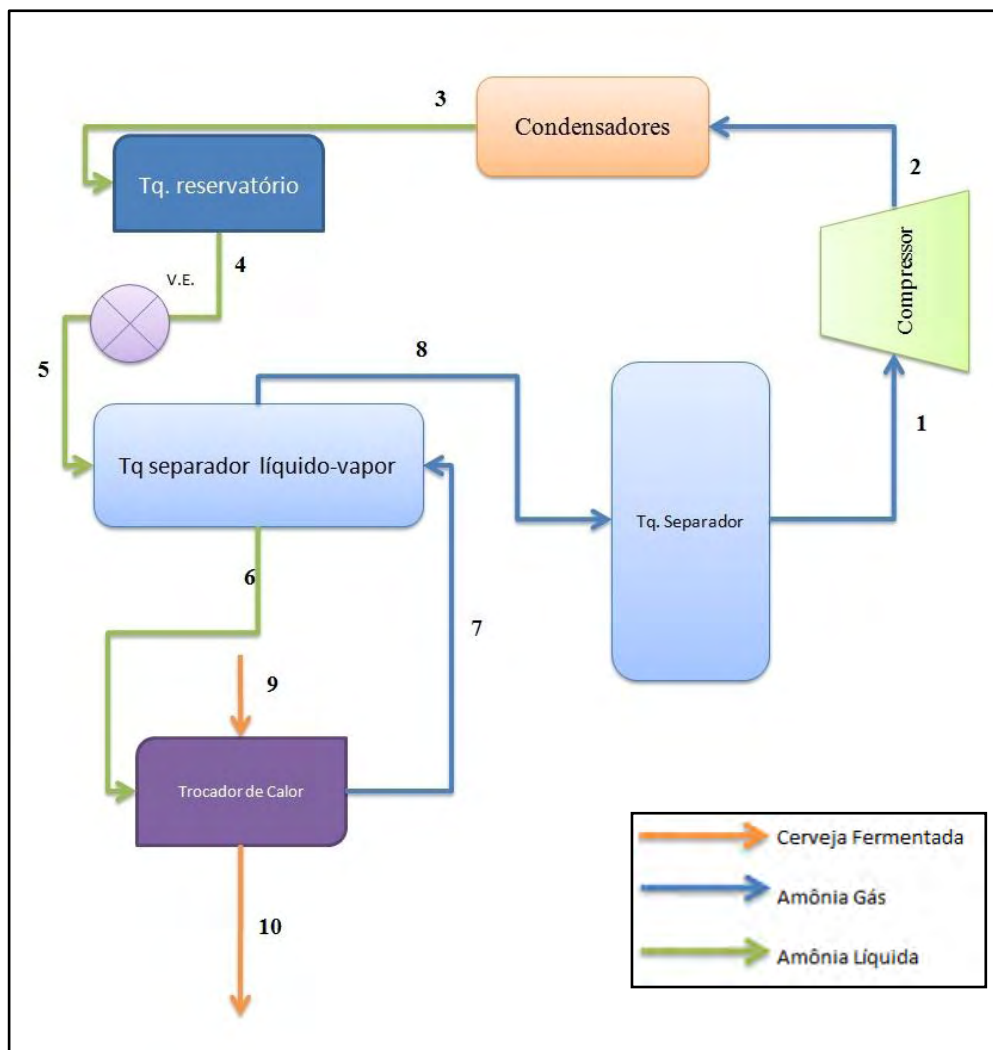 3
Condensadores
2
Tq. reservatório
4
V.E.
Compressor
5
8
1
Tq separador líquido-vapor
Tq. Separador
6
7
9
Trocador de Calor
10
Cerveja Fermentada
Amônia Gás
Amônia Líquida